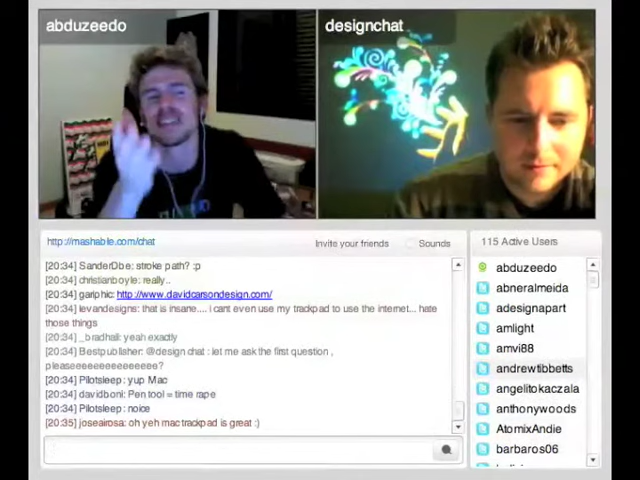 abduzeedo
designchat
http://mashable.com/chat
Invite your friends
Sounds
115 Active Users
[20:34] SanderDbe: stroke path? :p
[20:34] christianboyle: really..
[20:34] gariphic: http://www.davidcarsondesign.com/
[20:34] levandesigns: that is insane.... i cant even use my trackpad to use the internet... hate
those things
[20:34] _bradhall: yeah exactly
[20:34] Bestpublisher: @design chat : let me ask the first question ,
pleaseeeeeeeeeeeeee?
[20:34] Pilotsleep: yup Mac
[20:34] davidboni: Pen tool = time rape
[20:34] Pilotsleep: noice
[20:35] joseairosa: oh yeh mac trackpad is great :)
abduzeedo
abneralmeida
adesignapart
amlight
amvi88
andrewtibbetts
angelitokaczala
anthonywoods
AtomixAndie
barbaros06